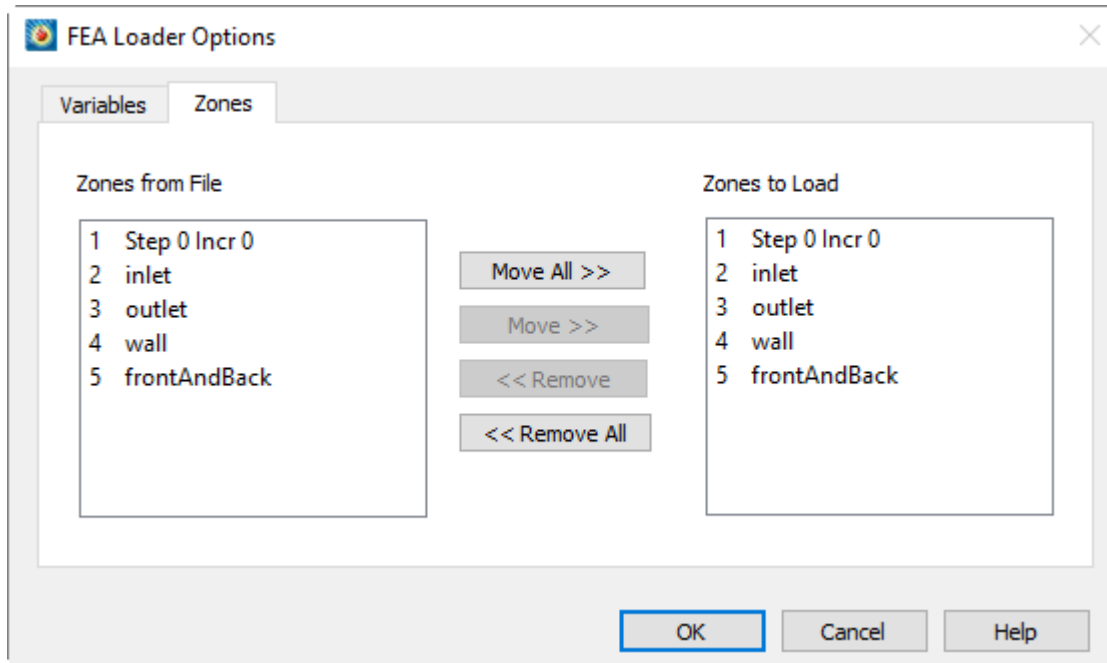 FEA Loader Options
Variables
Zones
Zones from File
1 Step 0 Incr 0
2 inlet
3 outlet
4 wall
5 frontAndBack
Move All >>
Move >>
<< Remove
<< Remove All
Zones to Load
1 Step 0 Incr 0
2 inlet
3 outlet
4 wall
5 frontAndBack
OK
Cancel
Help